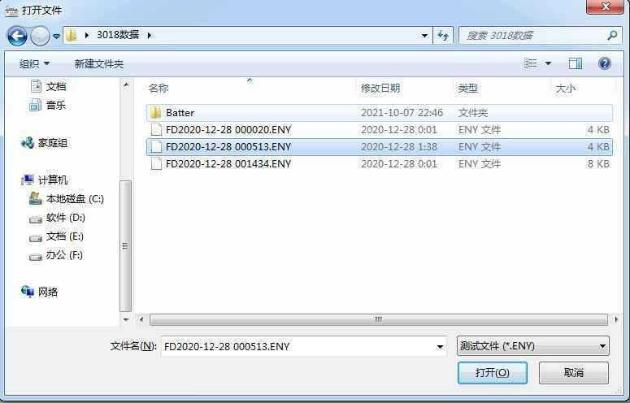 打开文件
3018数据
搜索 3018数据
组织 新建文件夹
名称 修改日期 类型 大小
文档
音乐
家庭组
计算机
本地磁盘 (C:)
软件 (D:)
文档 (E:)
办公 (F:)
网络
Batter 2021-10-07 22:46 文件夹
FD2020-12-28 000020.ENY 2020-12-28 0:01 ENY 文件 4 KB
FD2020-12-28 000513.ENY 2020-12-28 1:38 ENY 文件 4 KB
FD2020-12-28 001434.ENY 2020-12-28 0:01 ENY 文件 8 KB
文件名(N): FD2020-12-28 000513.ENY 测试文件 (*.ENY)
打开(O) 取消